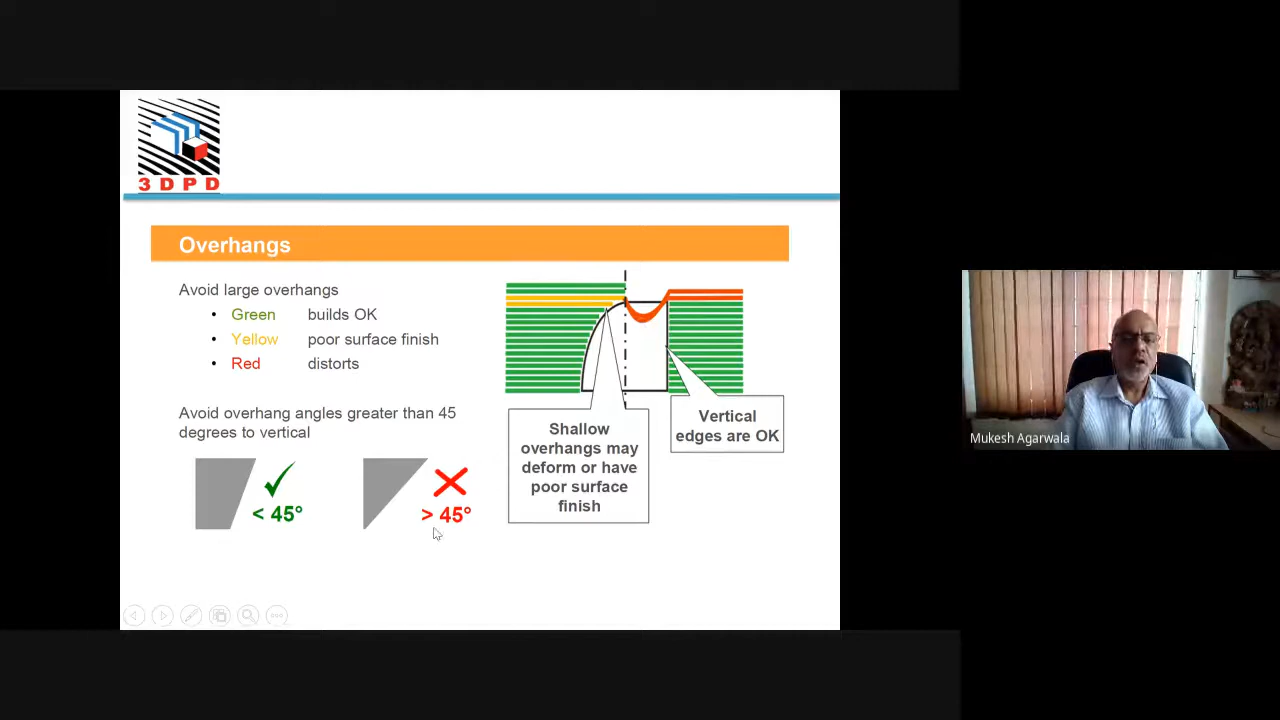 3DPD
Overhangs
Avoid large overhangs
• Green builds OK
• Yellow poor surface finish
• Red distorts
Avoid overhang angles greater than 45
degrees to vertical
< 45°
> 45°
Shallow
overhangs may
deform or have
poor surface
finish
Vertical
edges are OK
Mukesh Agarwala